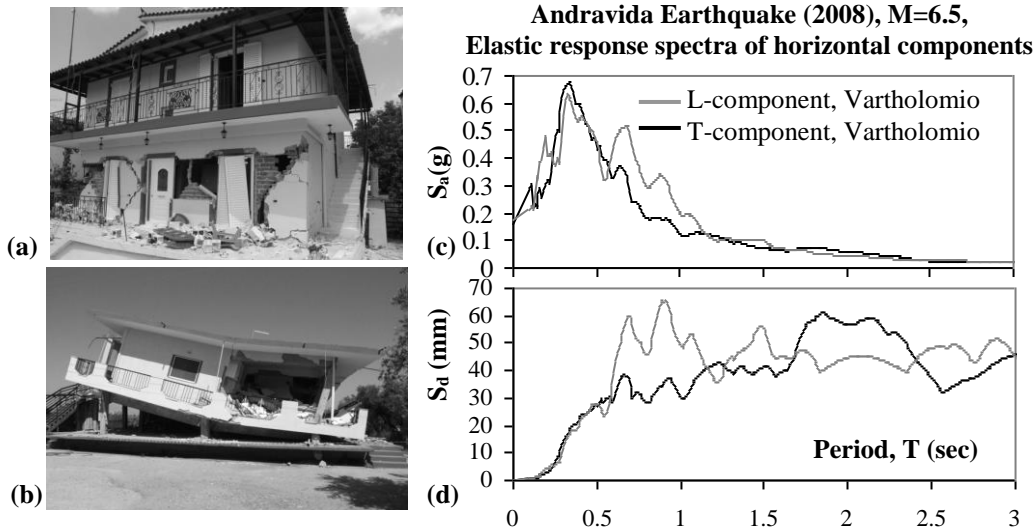 Andravida Earthquake (2008), M=6.5,
Elastic response spectra of horizontal components
(a)
(b)
0.7
0.6
0.5
0.4
0.3
0.2
0.1
0
Sa(g)
L-component, Vartholomio
T-component, Vartholomio
(c)
70
60
50
40
30
20
10
0
Sd (mm)
Period, T (sec)
(d)
0 0.5 1 1.5 2 2.5 3